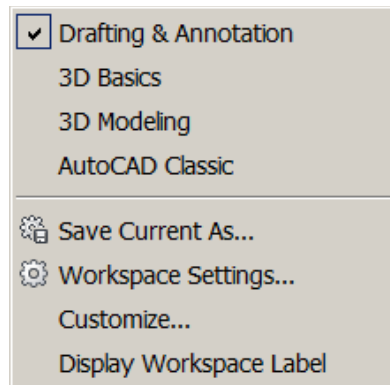 Drafting & Annotation
3D Basics
3D Modeling
AutoCAD Classic
Save Current As...
Workspace Settings...
Customize...
Display Workspace Label